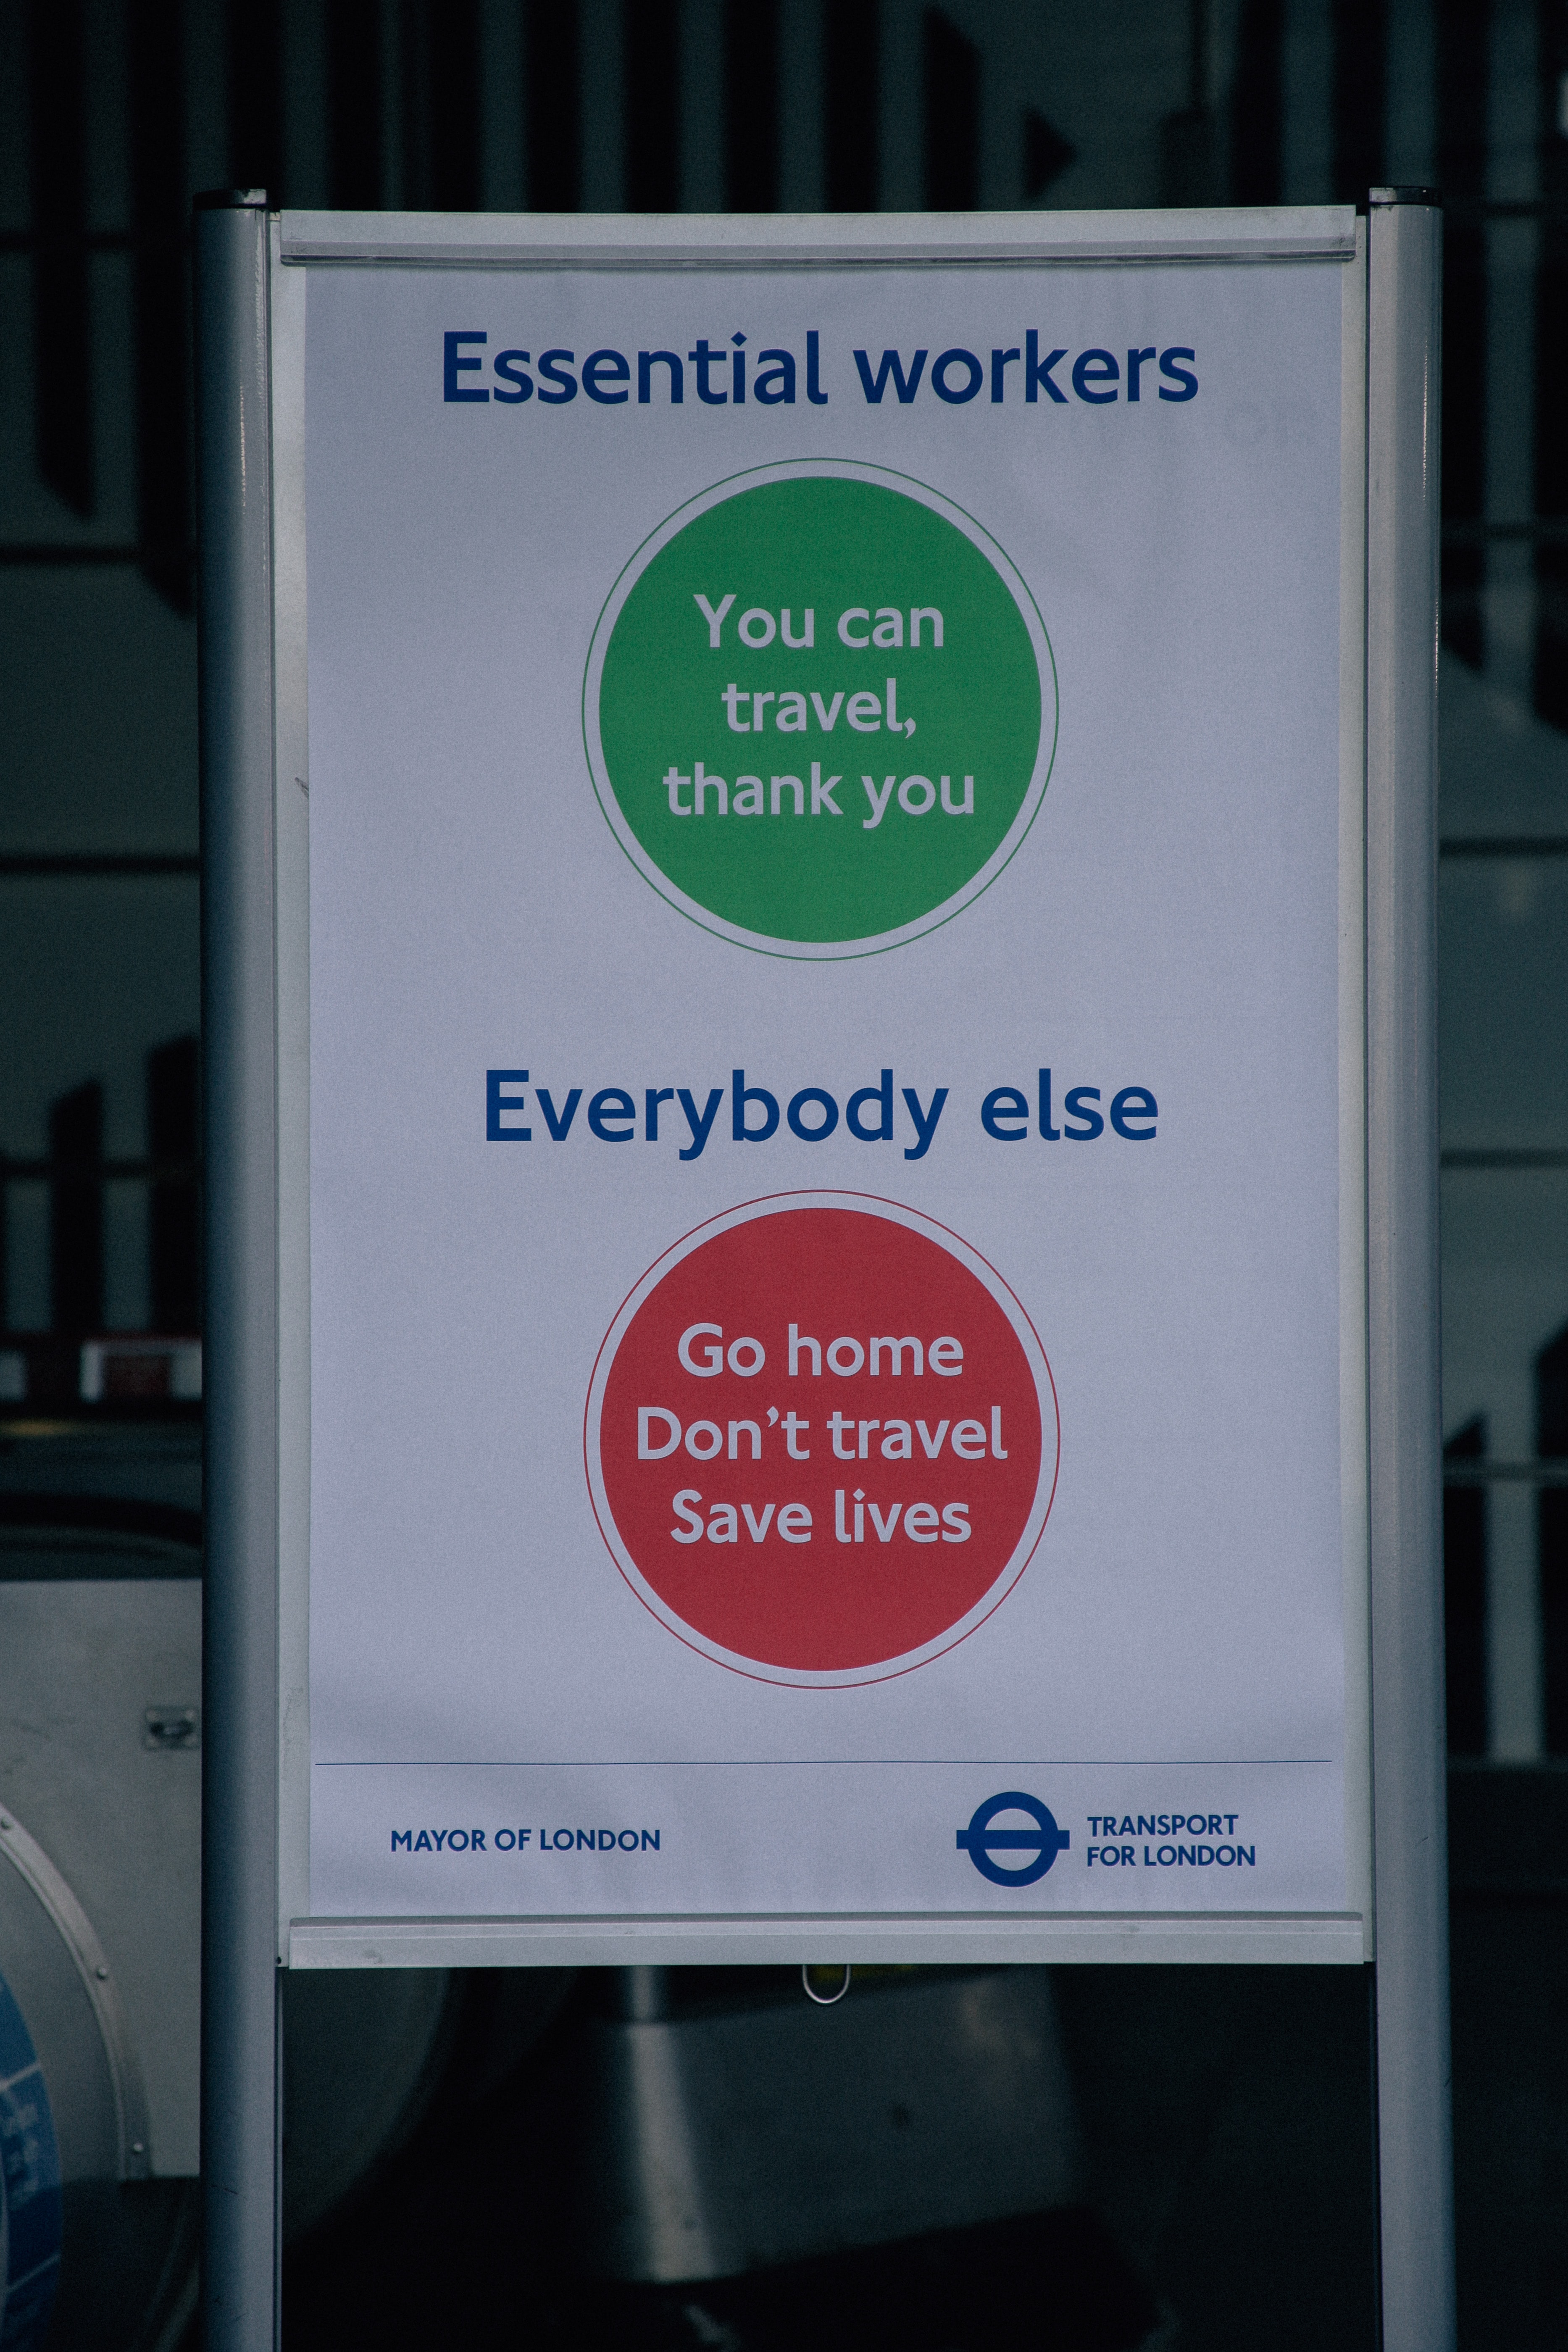 Essential workers
You can
travel,
thank you
Everybody else
Go home
Don't travel
Save lives
MAYOR OF LONDON
TRANSPORT
FOR LONDON